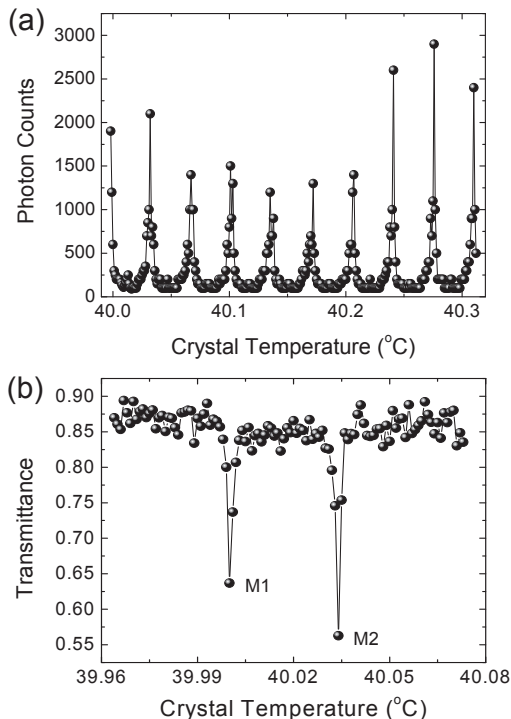 (a)
3000
2500
2000
1500
1000
500
0
Photon Counts
40.0 40.1 40.2 40.3
Crystal Temperature (oC)
(b)
0.90
0.85
0.80
0.75
0.70
0.65
0.60
0.55
Transmittance
M1
M2
39.96 39.99 40.02 40.05 40.08
Crystal Temperature (oC)